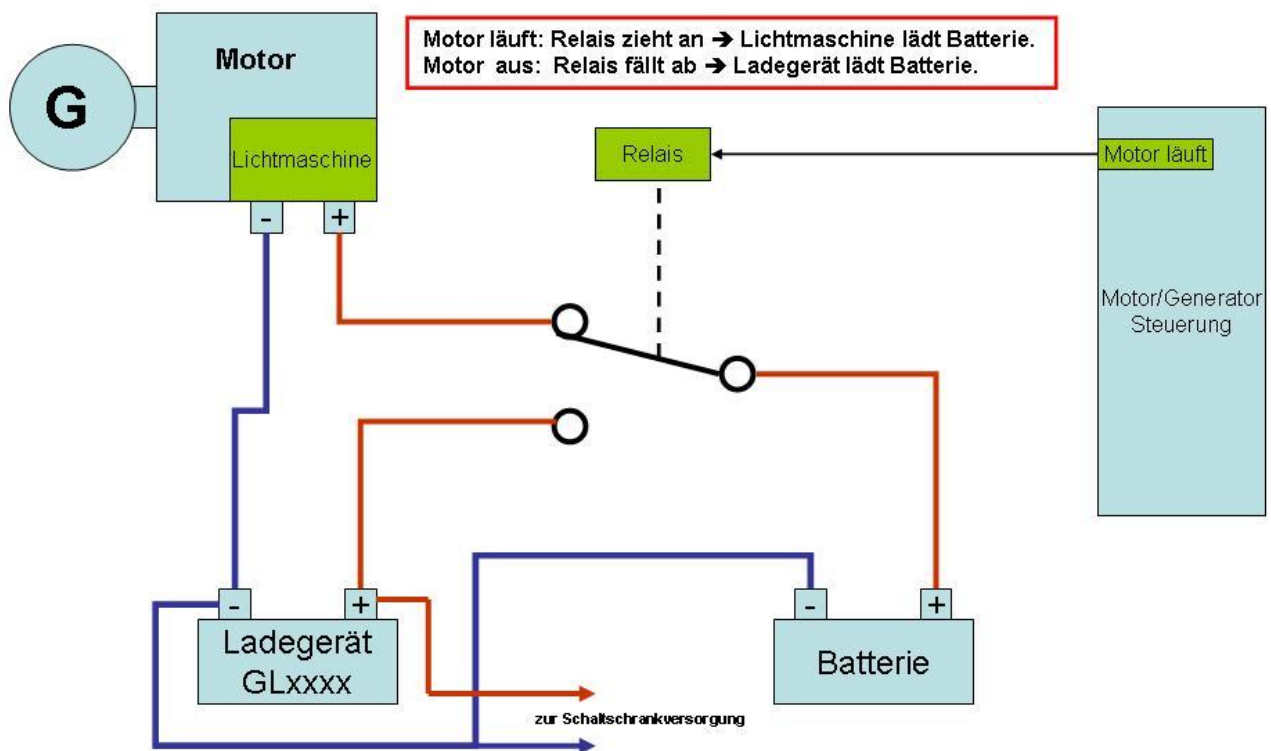 Motor läuft: Relais zieht an ➔ Lichtmaschine lädt Batterie.
Motor aus: Relais fällt ab ➔ Ladegerät lädt Batterie.
G
Motor
Lichtmaschine
- +
Relais
Motor läuft
Motor/Generator
Steuerung
- +
Ladegerät
GLxxxx
- +
Batterie
zur Schaltschrankversorgung